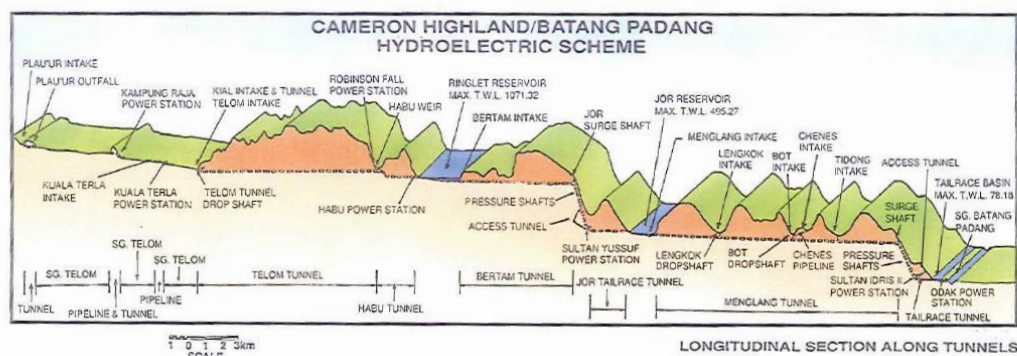 CAMERON HIGHLAND/BATANG PADANG
HYDROELECTRIC SCHEME
PLAU'UR INTAKE
PLAU'UR OUTFALL
KAMPUNG RAJA
POWER STATION
KIAL INTAKE & TUNNEL
TELOM INTAKE
ROBINSON FALL
POWER STATION
HABU WEIR
RINGLET RESERVOIR
MAX. T.W.L. 1071.32
BERTAM INTAKE
JOR
SURGE SHAFT
JOR RESERVOIR
MAX. T.W.L. 495.27
MENGLANG INTAKE
LENGKOK
INTAKE
BOT
INTAKE
CHENES
INTAKE
TIDONG
INTAKE
ACCESS TUNNEL
TAILRACE BASIN
MAX. T.W.L. 78.18
SG. BATANG
PADANG
SURGE
SHAFT
KUALA TERLA
INTAKE
KUALA TERLA
POWER STATION
TELOM TUNNEL
DROP SHAFT
HABU POWER STATION
PRESSURE SHAFTS
ACCESS TUNNEL
SULTAN YUSSUF
POWER STATION
LENGKOK
DROPSHAFT
BOT
DROPSHAFT
CHENES
PIPELINE
PRESSURE
SHAFTS
SULTAN IDRIS II
POWER STATION
ODAK POWER
STATION
TAILRACE TUNNEL
SG. TELOM
SG. TELOM
SG. TELOM
TUNNEL
PIPELINE & TUNNEL
PIPELINE
TELOM TUNNEL
HABU TUNNEL
BERTAM TUNNEL
JOR TAILRACE TUNNEL
MENGLANG TUNNEL
1 0 1 2 3km
SCALE
LONGITUDINAL SECTION ALONG TUNNELS